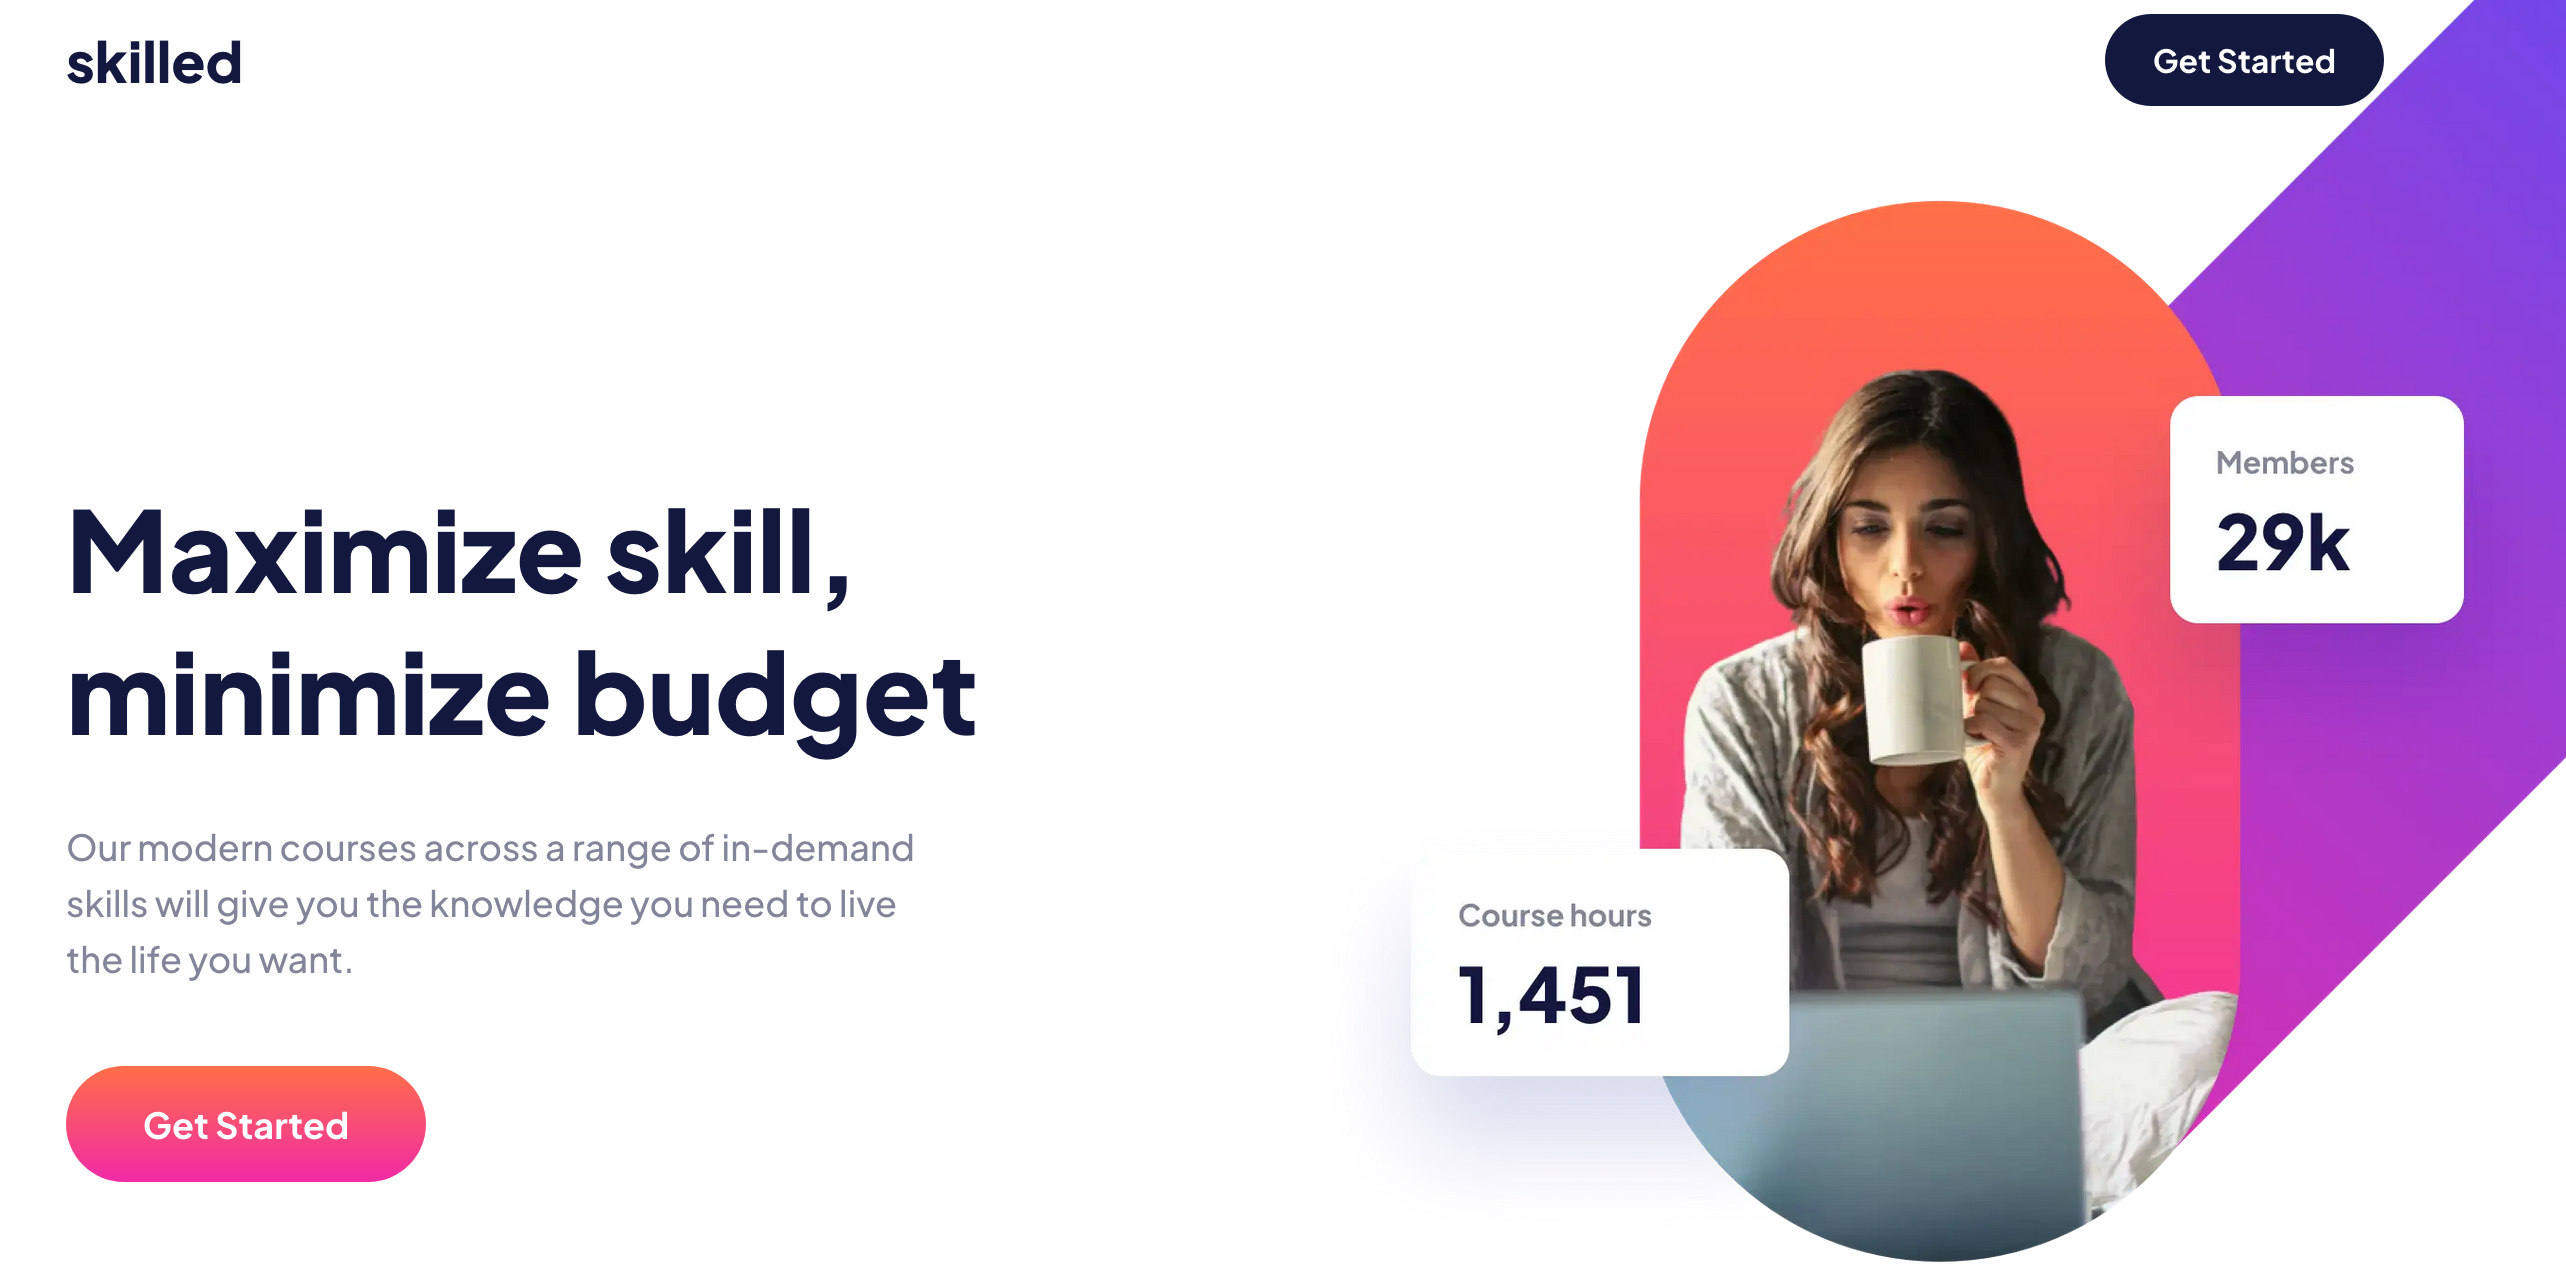 skilled
Get Started
Maximize skill,
minimize budget
Our modern courses across a range of in-demand
skills will give you the knowledge you need to live
the life you want.
Get Started
Members
29k
Course hours
1,451